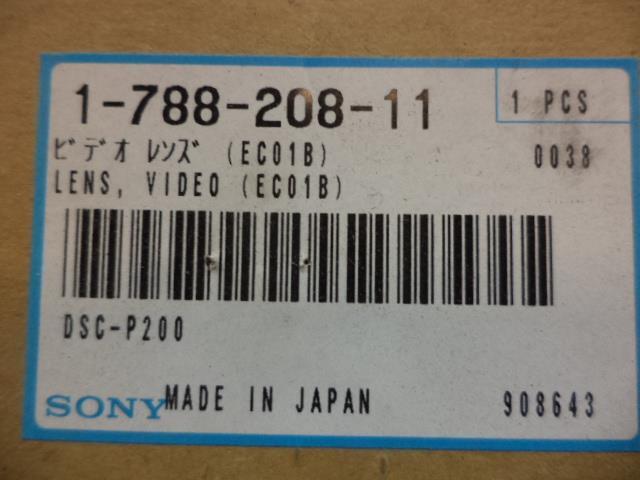 1-788-208-11
1 PCS
ビデオ レンズ (EC01B)
0038
LENS, VIDEO (EC01B)
DSC-P200
SONY MADE IN JAPAN
908643